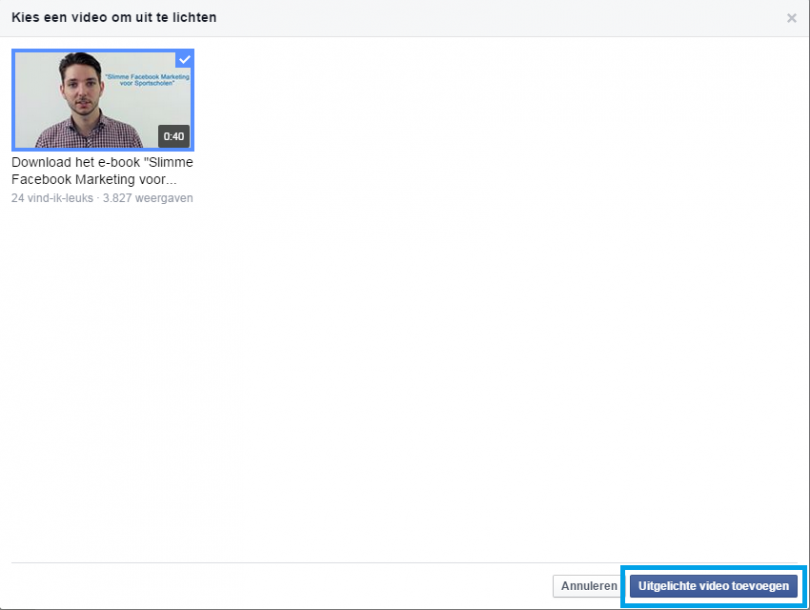 Kies een video om uit te lichten
"Slimme Facebook Marketing
voor Sportscholen"
0:40
Download het e-book "Slimme
Facebook Marketing voor...
24 vind-ik-leuks · 3.827 weergaven
Annuleren
Uitgelichte video toevoegen